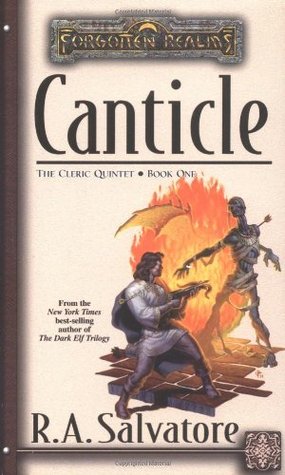 FORGOTTEN REALMS
Canticle
THE CLERIC QUINTET • BOOK ONE
From the
New York Times
best-selling
author of
The Dark Elf Trilogy
R.A. Salvatore